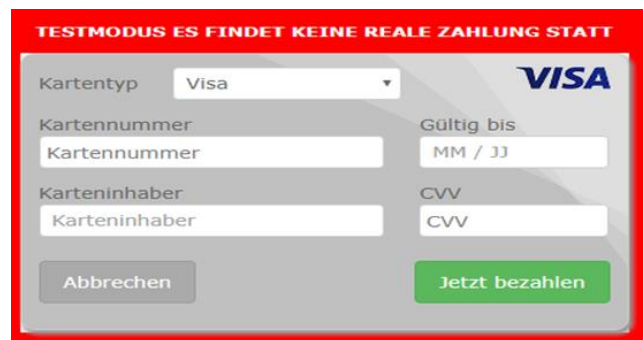 TESTMODUS ES FINDET KEINE REALE ZAHLUNG STATT
Kartentyp Visa VISA
Kartennummer Gültig bis
Kartennummer MM / JJ
Karteninhaber CVV
Karteninhaber CVV
Abbrechen Jetzt bezahlen